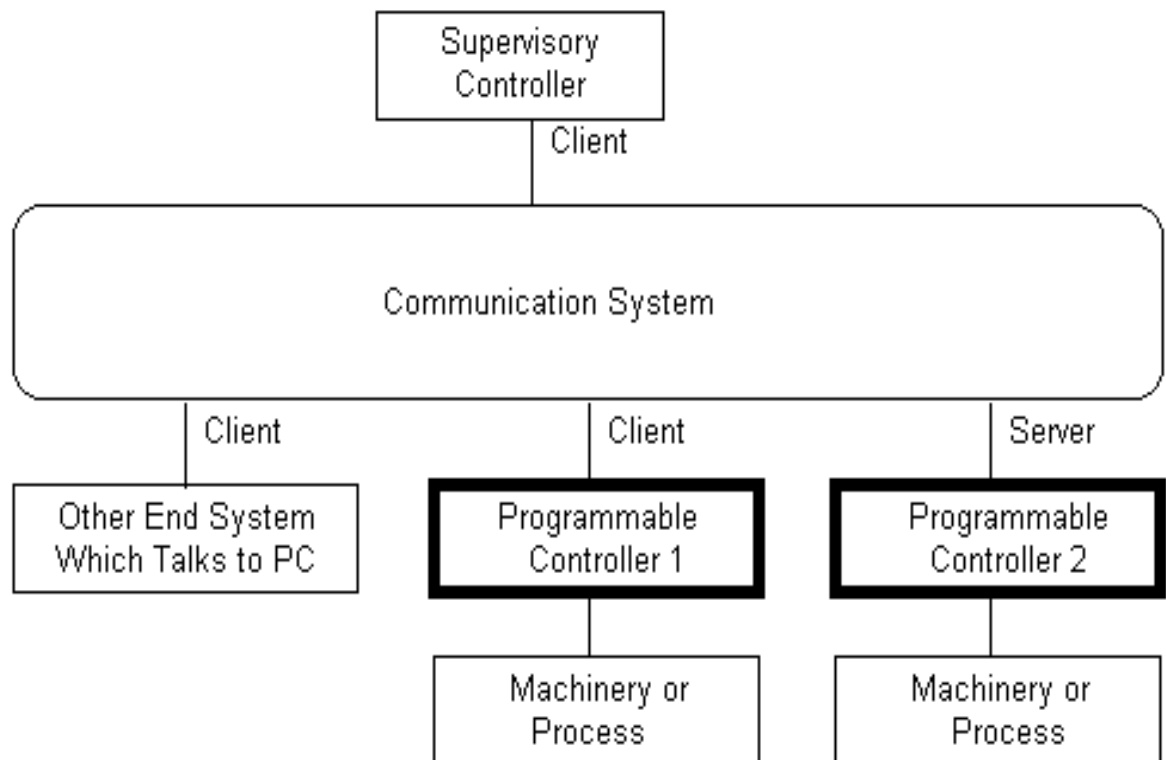 Supervisory
Controller
Client
Communication System
Client
Client
Server
Other End System
Which Talks to PC
Programmable
Controller 1
Programmable
Controller 2
Machinery or
Process
Machinery or
Process